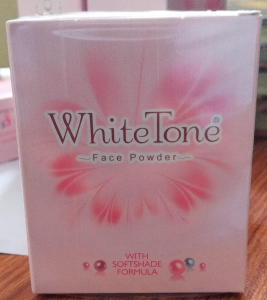 WhiteTone®
Face Powder
WITH
SOFTSHADE
FORMULA